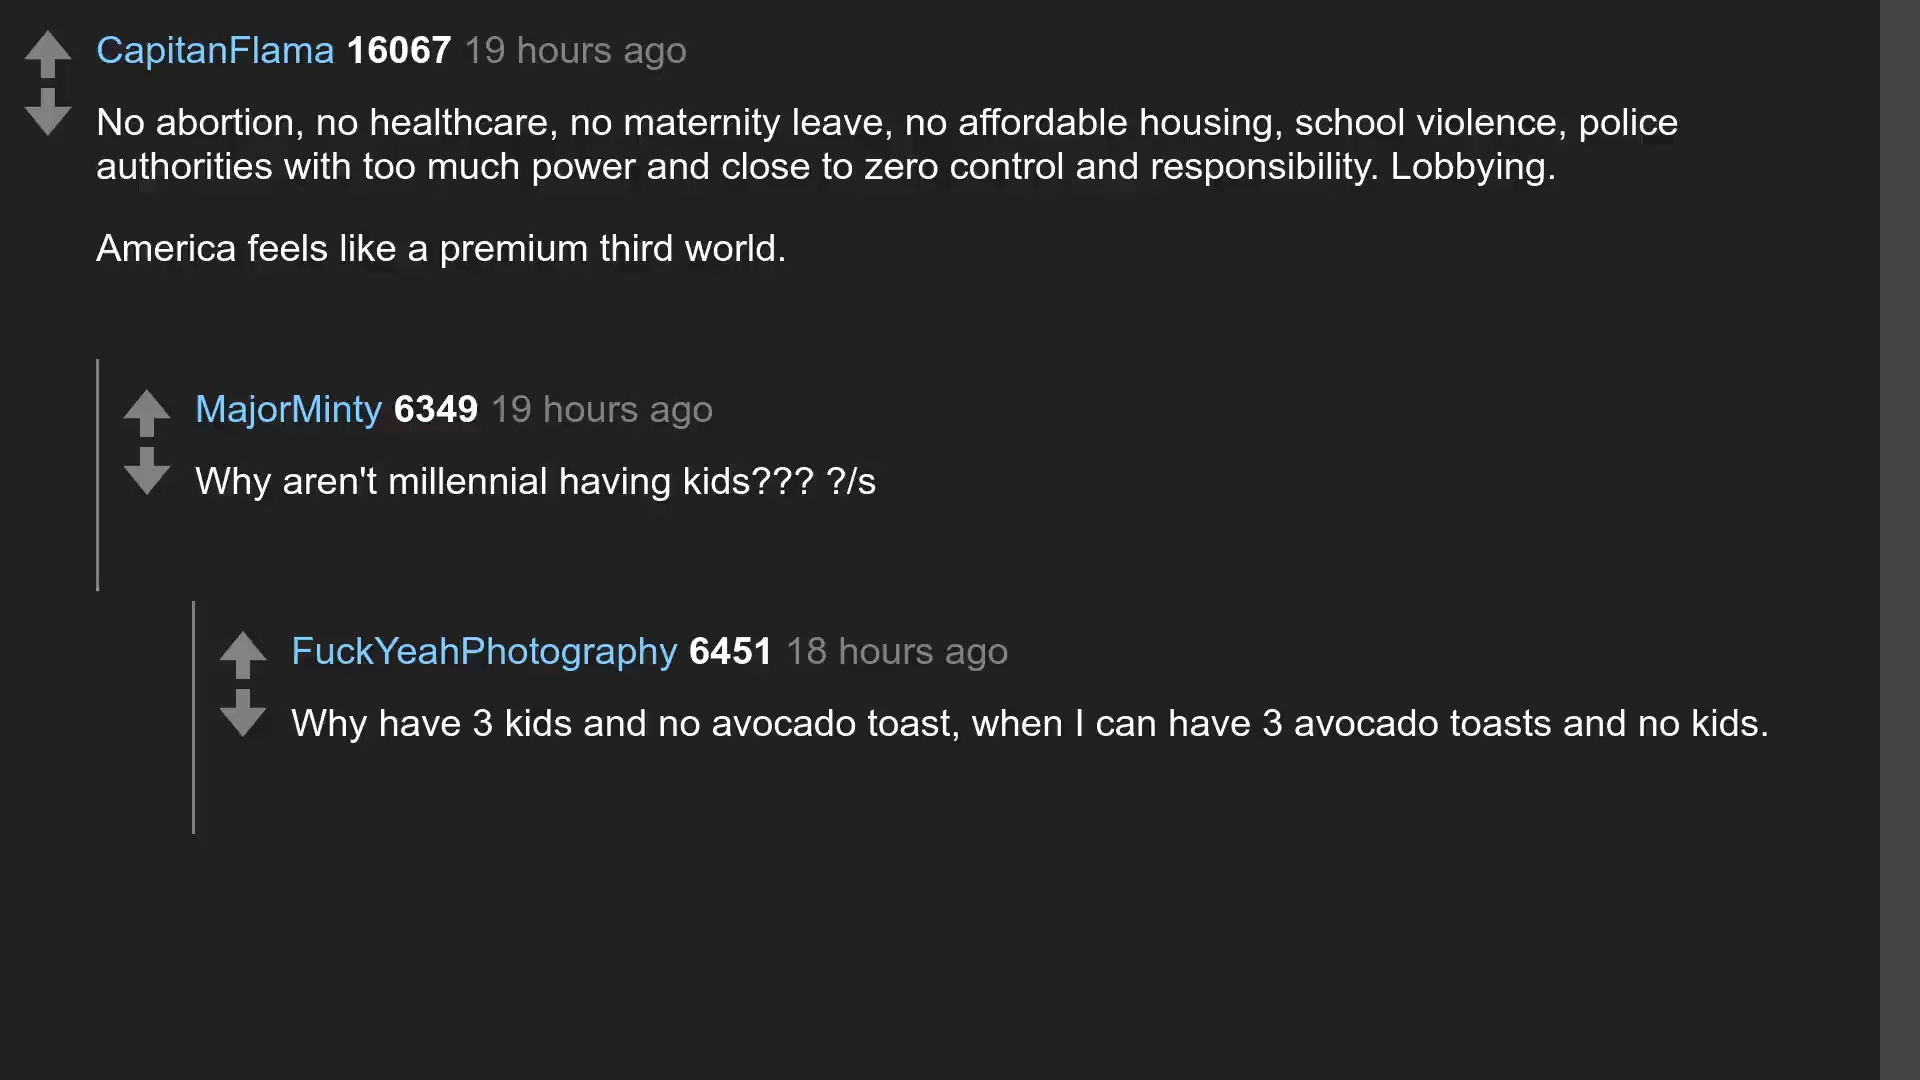 CapitanFlama 16067 19 hours ago
No abortion, no healthcare, no maternity leave, no affordable housing, school violence, police
authorities with too much power and close to zero control and responsibility. Lobbying.
America feels like a premium third world.
MajorMinty 6349 19 hours ago
Why aren't millennial having kids??? ?/s
FuckYeahPhotography 6451 18 hours ago
Why have 3 kids and no avocado toast, when I can have 3 avocado toasts and no kids.